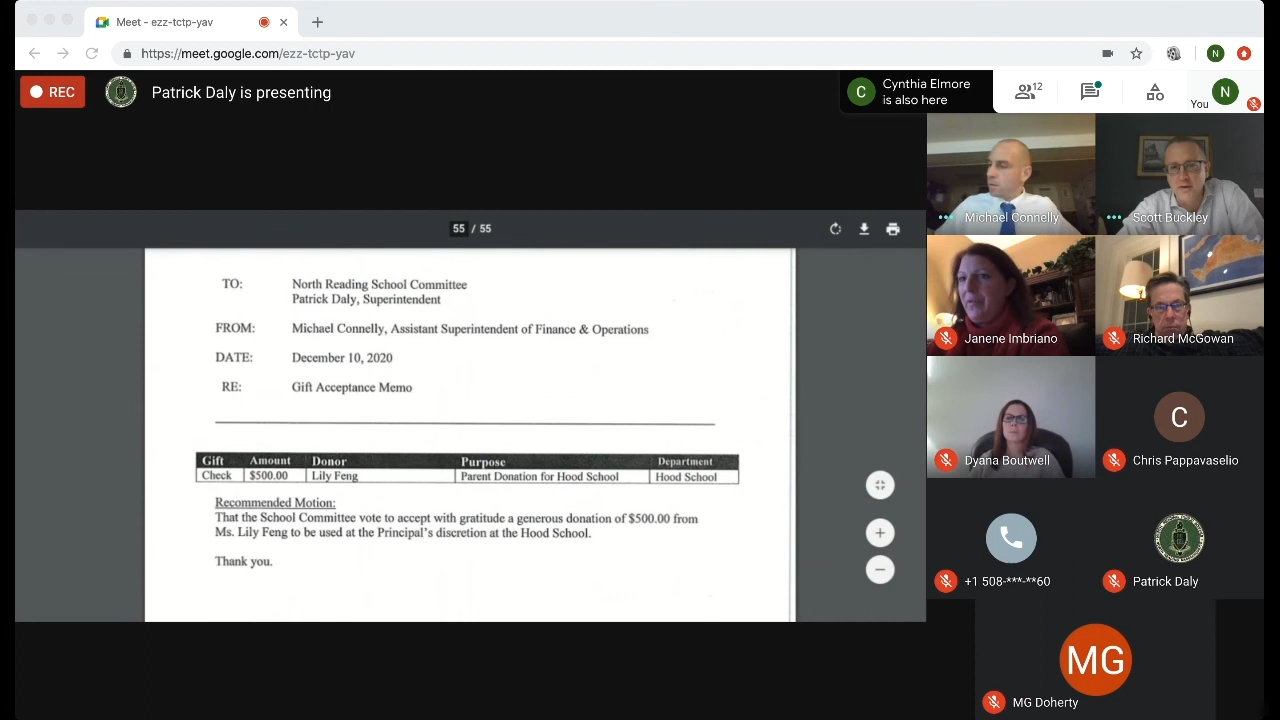 Meet - ezz-tctp-yav
https://meet.google.com/ezz-tctp-yav
N
REC
Patrick Daly is presenting
C
Cynthia Elmore
is also here
12
You
N
55 / 55
TO: North Reading School Committee
Patrick Daly, Superintendent
FROM: Michael Connelly, Assistant Superintendent of Finance & Operations
DATE: December 10, 2020
RE: Gift Acceptance Memo
Gift Amount Donor Purpose Department
Check $500.00 Lily Feng Parent Donation for Hood School Hood School
Recommended Motion:
That the School Committee vote to accept with gratitude a generous donation of $500.00 from
Ms. Lily Feng to be used at the Principal's discretion at the Hood School.
Thank you.
Michael Connelly
Scott Buckley
Janene Imbriano
Richard McGowan
Dyana Boutwell
C
Chris Pappavaselio
+1 508-***-**60
Patrick Daly
MG
MG Doherty